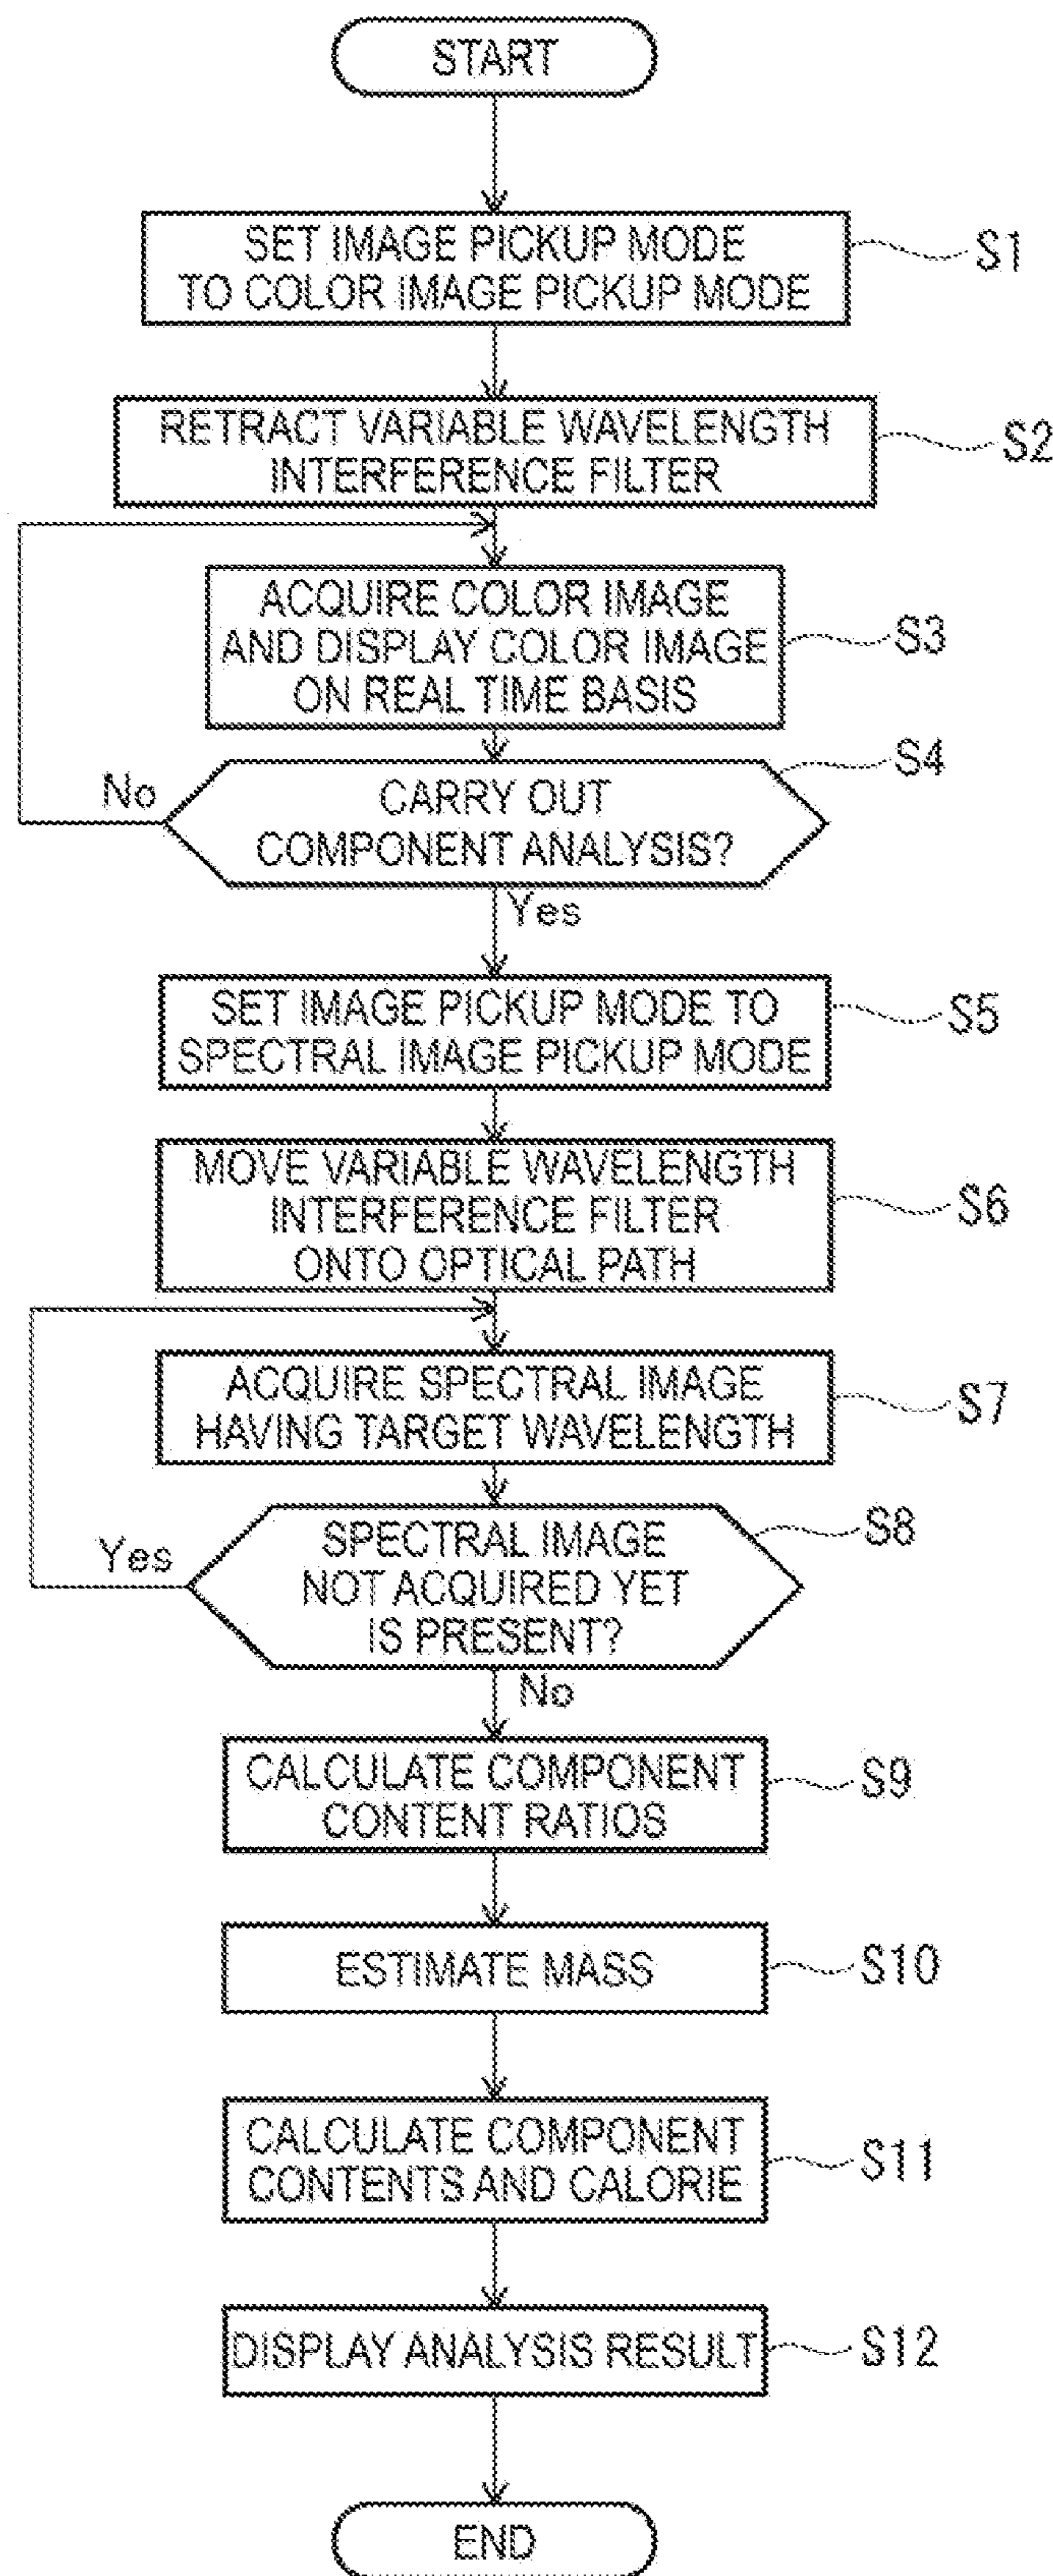 START
SET IMAGE PICKUP MODE
TO COLOR IMAGE PICKUP MODE
S1
RETRACT VARIABLE WAVELENGTH
INTERFERENCE FILTER
S2
ACQUIRE COLOR IMAGE
AND DISPLAY COLOR IMAGE
ON REAL TIME BASIS
S3
CARRY OUT
COMPONENT ANALYSIS?
S4
No
Yes
SET IMAGE PICKUP MODE TO
SPECTRAL IMAGE PICKUP MODE
S5
MOVE VARIABLE WAVELENGTH
INTERFERENCE FILTER
ONTO OPTICAL PATH
S6
ACQUIRE SPECTRAL IMAGE
HAVING TARGET WAVELENGTH
S7
SPECTRAL IMAGE
NOT ACQUIRED YET
IS PRESENT?
S8
Yes
No
CALCULATE COMPONENT
CONTENT RATIOS
S9
ESTIMATE MASS
S10
CALCULATE COMPONENT
CONTENTS AND CALORIE
S11
DISPLAY ANALYSIS RESULT
S12
END